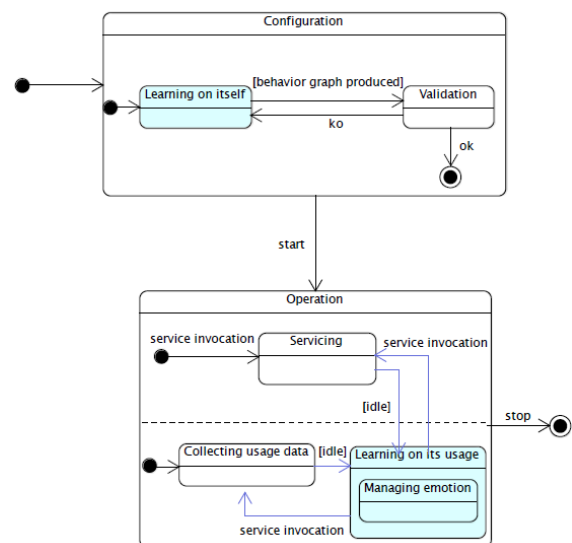 Configuration
[behavior graph produced]
Learning on itself
Validation
ko
ok
start
Operation
service invocation
Servicing
service invocation
[idle]
stop
Collecting usage data
[idle]
Learning on its usage
Managing emotion
service invocation